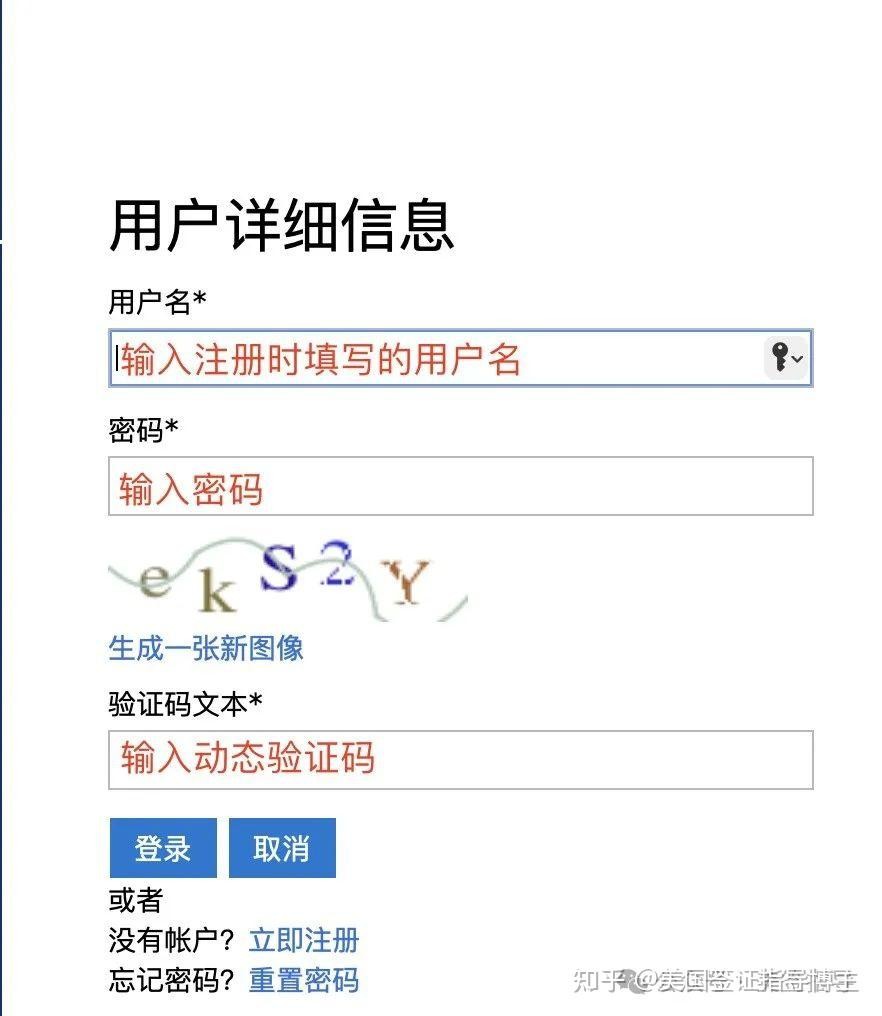 用户详细信息
用户名*
输入注册时填写的用户名
密码*
输入密码
ekS2Y
生成一张新图像
验证码文本*
输入动态验证码
登录 取消
或者
没有帐户？立即注册
忘记密码？重置密码
知乎 @美国签证指导博主